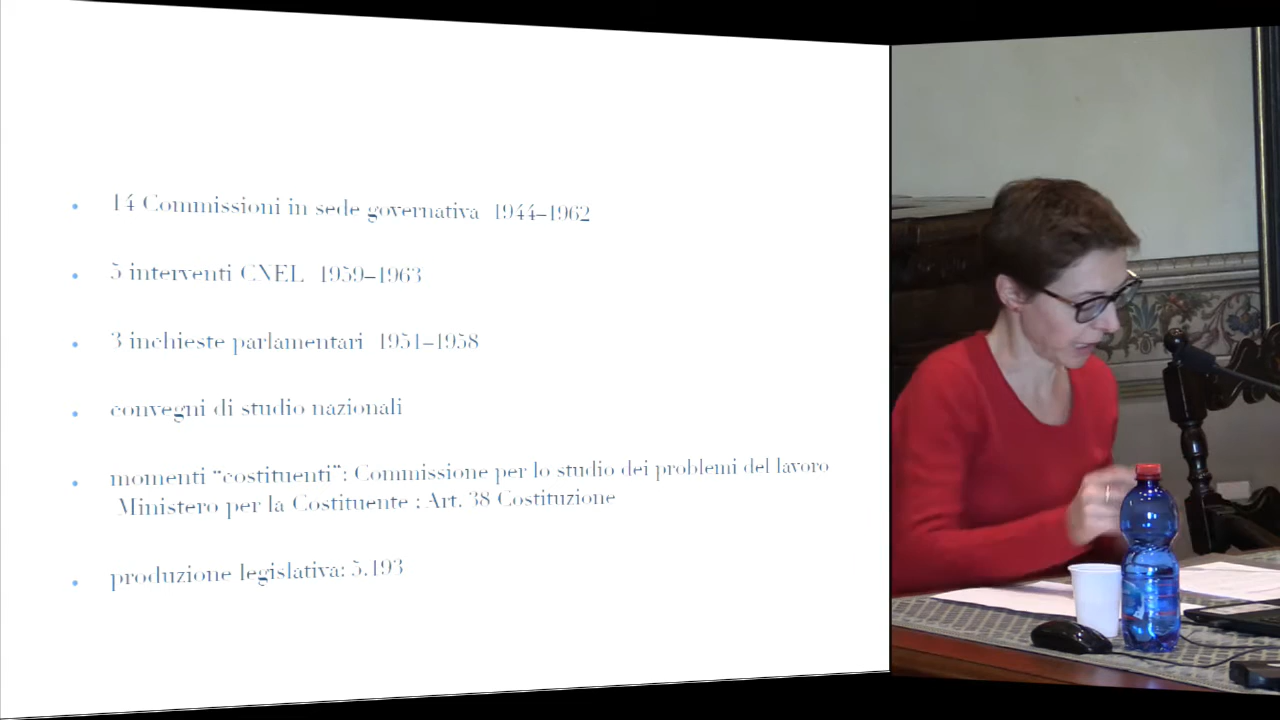 14 Commissioni in sede governativa 1944–1962
5 interventi CNEL 1959–1963
3 inchieste parlamentari 1951–1958
convegni di studio nazionali
momenti “costituenti”: Commissione per lo studio dei problemi del lavoro
Ministero per la Costituente : Art. 38 Costituzione
produzione legislativa: 5.193